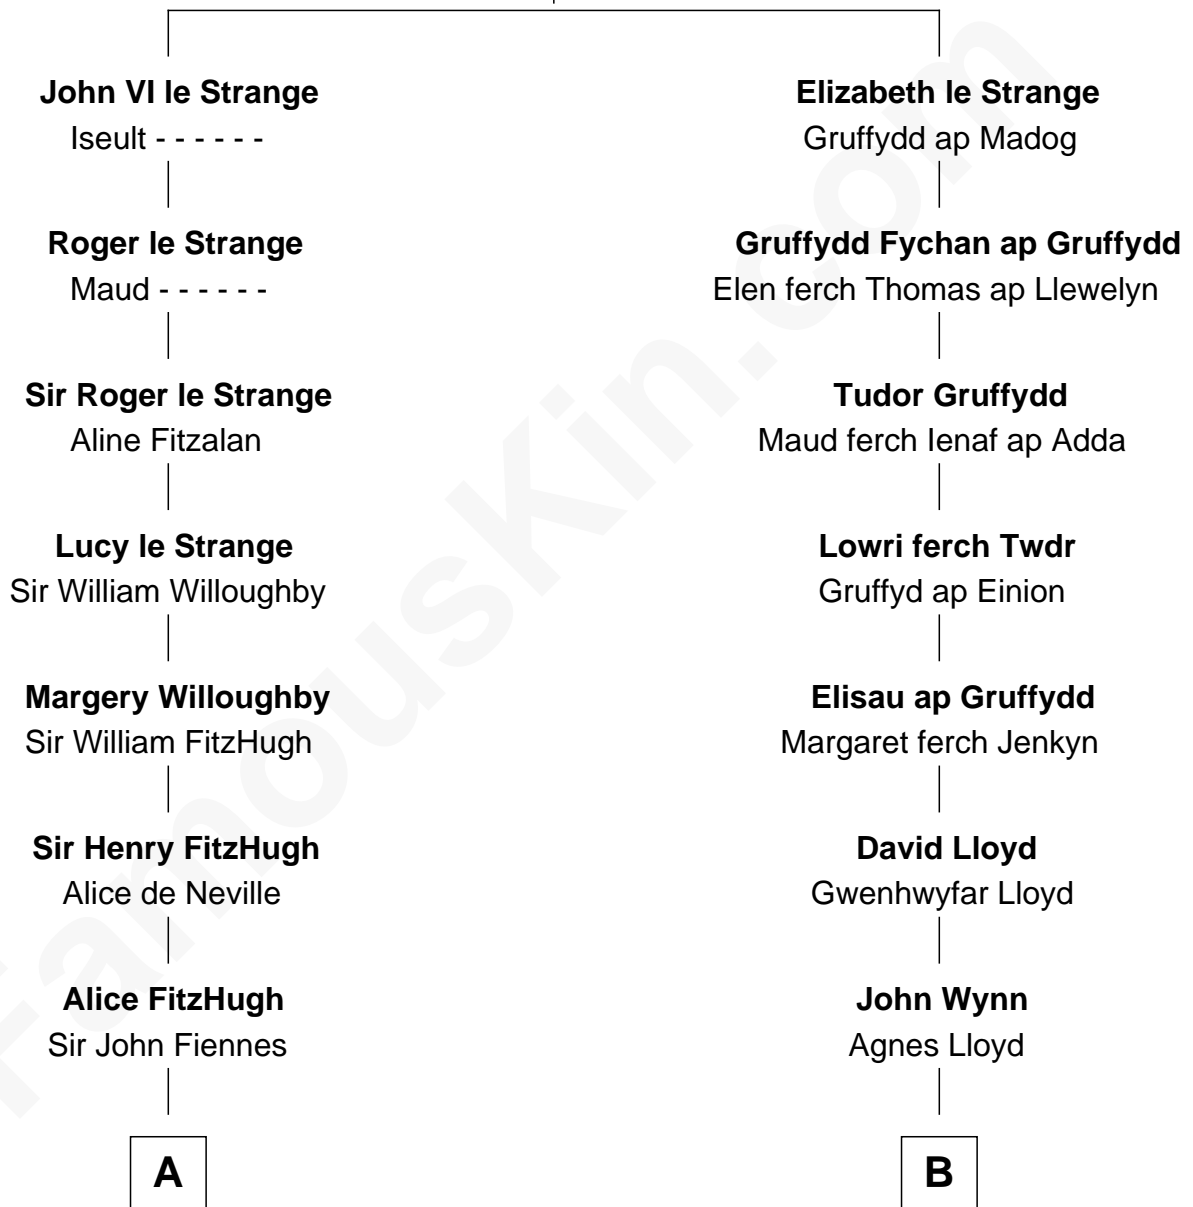 John VI le Strange
Iseult - - - - - -
Roger le Strange
Maud - - - - - -
Sir Roger le Strange
Aline Fitzalan
Lucy le Strange
Sir William Willoughby
Margery Willoughby
Sir William FitzHugh
Sir Henry FitzHugh
Alice de Neville
Alice FitzHugh
Sir John Fiennes
A
Elizabeth le Strange
Gruffydd ap Madog
Gruffydd Fychan ap Gruffydd
Elen ferch Thomas ap Llewelyn
Tudor Gruffydd
Maud ferch Ienaf ap Adda
Lowri ferch Twdr
Gruffyd ap Einion
Elisau ap Gruffydd
Margaret ferch Jenkyn
David Lloyd
Gwenhwyfar Lloyd
John Wynn
Agnes Lloyd
B
FamousKin.com